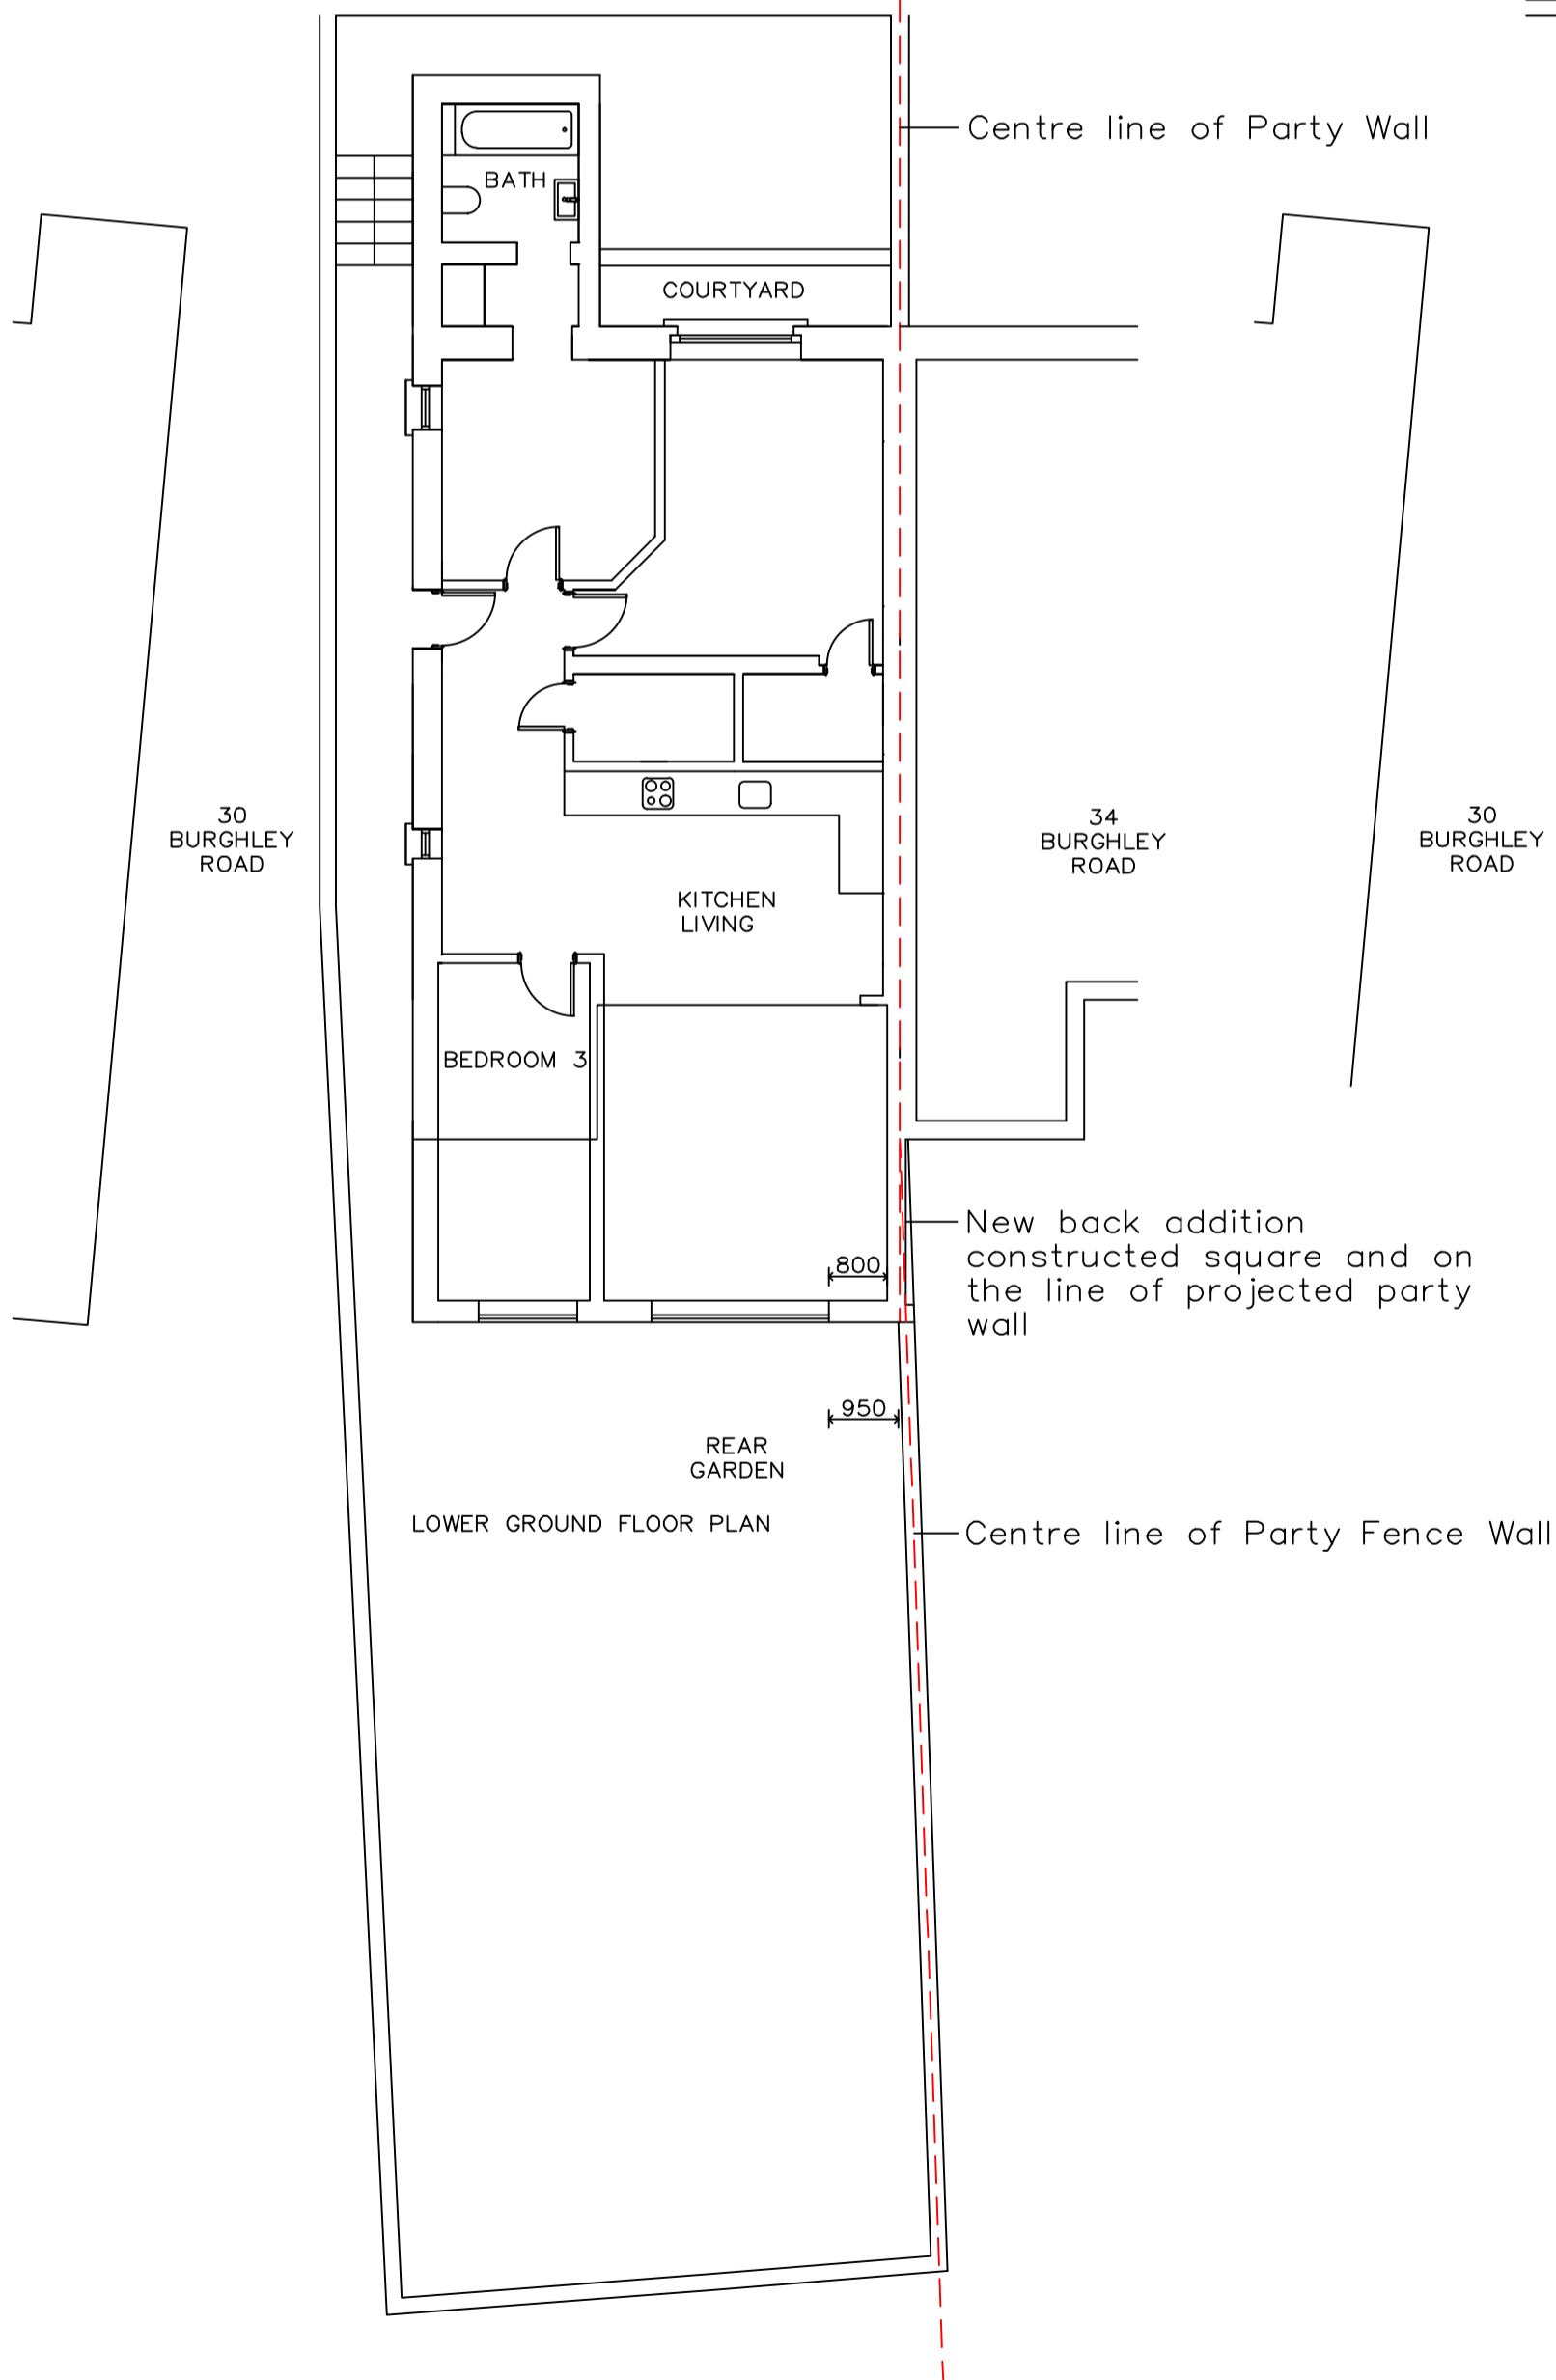 Centre line of Party Wall
BATH
COURTYARD
30
BURGHLEY
ROAD
34
BURGHLEY
ROAD
30
BURGHLEY
ROAD
KITCHEN
LIVING
BEDROOM 3
New back addition
constructed square and on
the line of projected party
wall
800
950
REAR
GARDEN
LOWER GROUND FLOOR PLAN
Centre line of Party Fence Wall